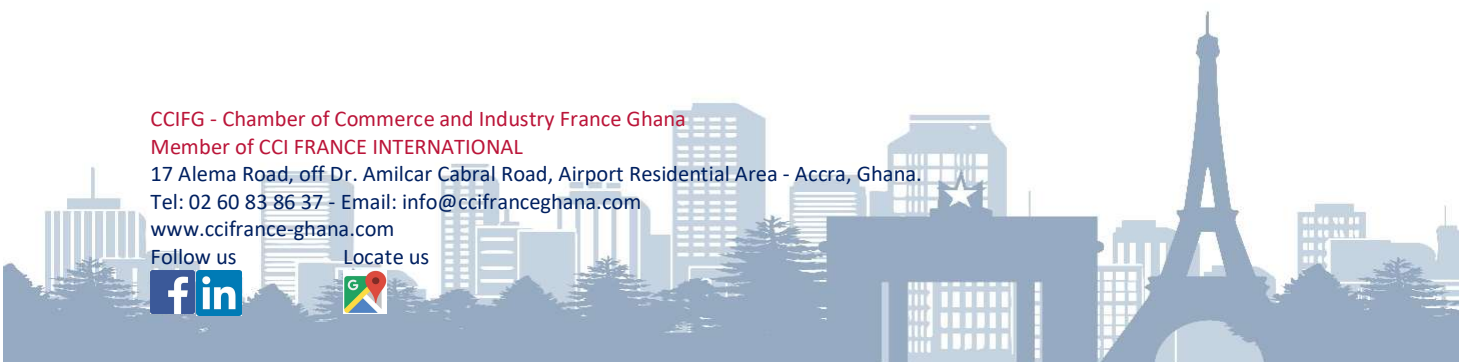 CCIFG - Chamber of Commerce and Industry France Ghana
Member of CCI FRANCE INTERNATIONAL
17 Alema Road, off Dr. Amilcar Cabral Road, Airport Residential Area - Accra, Ghana.
Tel: 02 60 83 86 37 - Email: info@ccifranceghana.com
www.ccifrance-ghana.com
Follow us Locate us
f in G